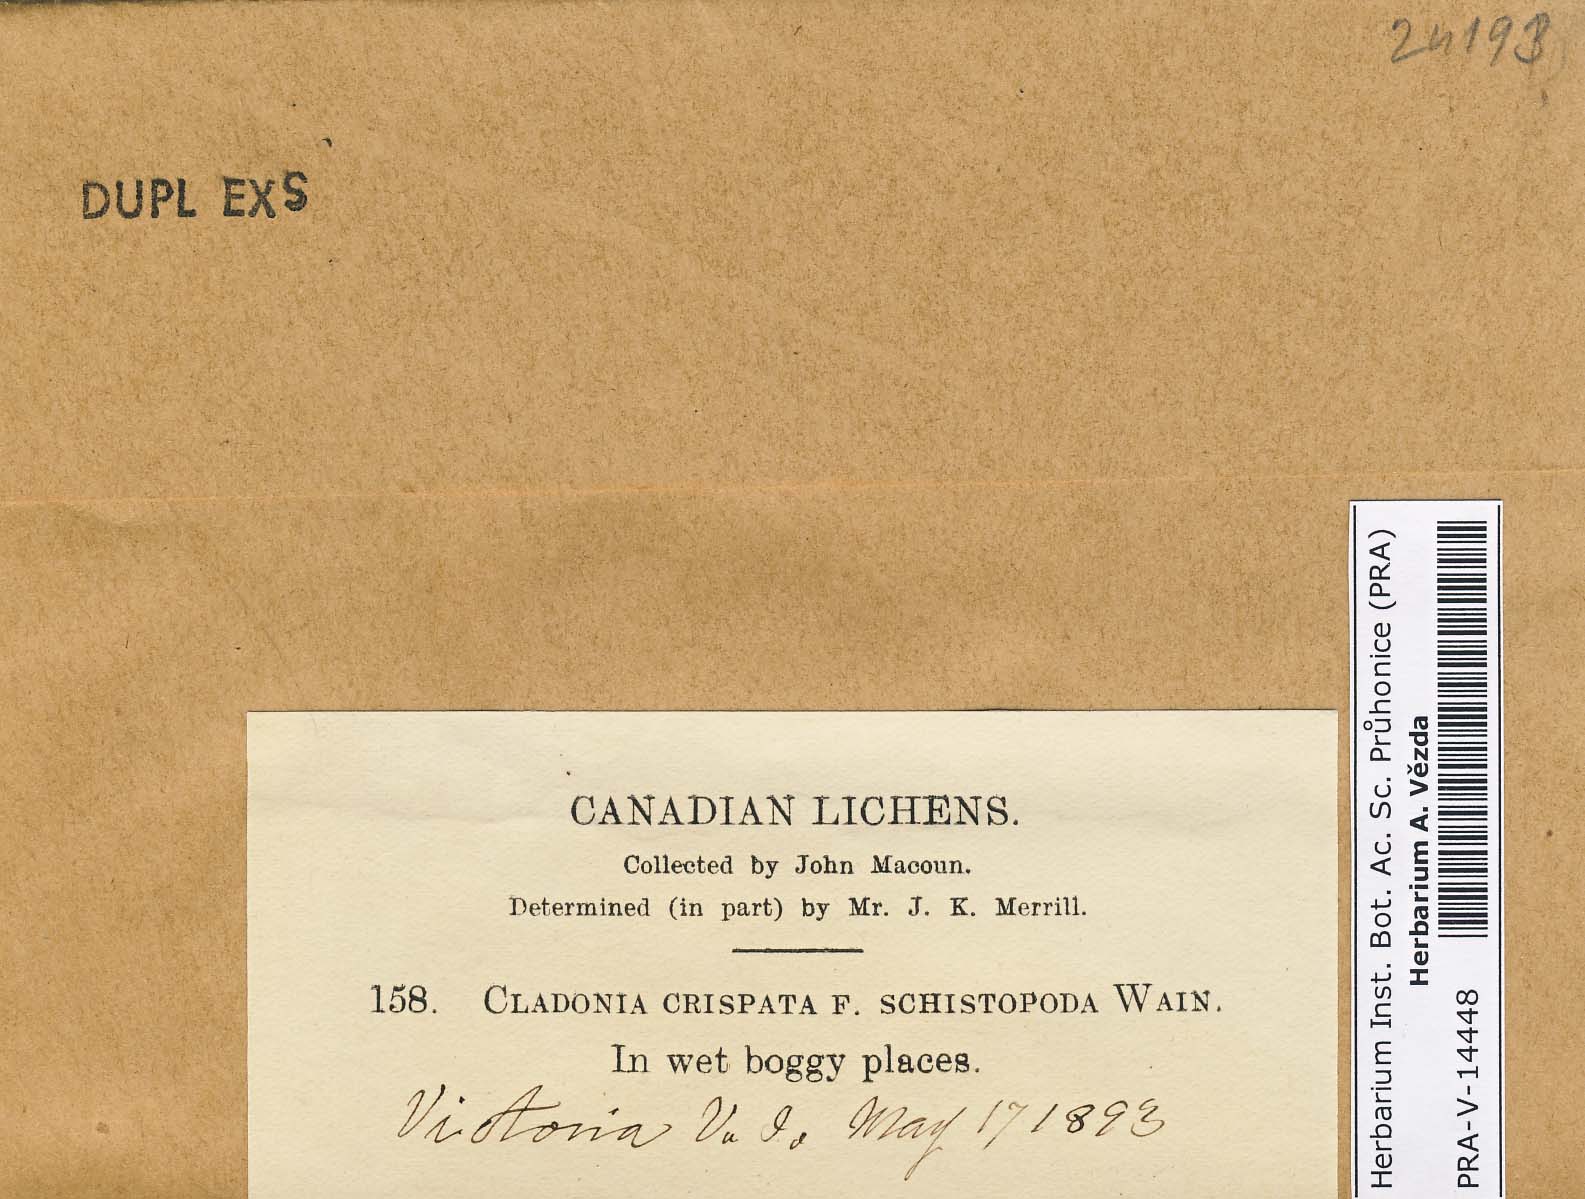 24193
DUPL EXS
CANADIAN LICHENS.
Collected by John Macoun.
Determined (in part) by Mr. J. K. Merrill.
158. CLADONIA CRISPATA F. SCHISTOPODA WAIN.
In wet boggy places.
Victoria V. I. May 17 1893
Herbarium Inst. Bot. Ac. Sc. Průhonice (PRA)
Herbarium A. Vězda
PRA-V-14448